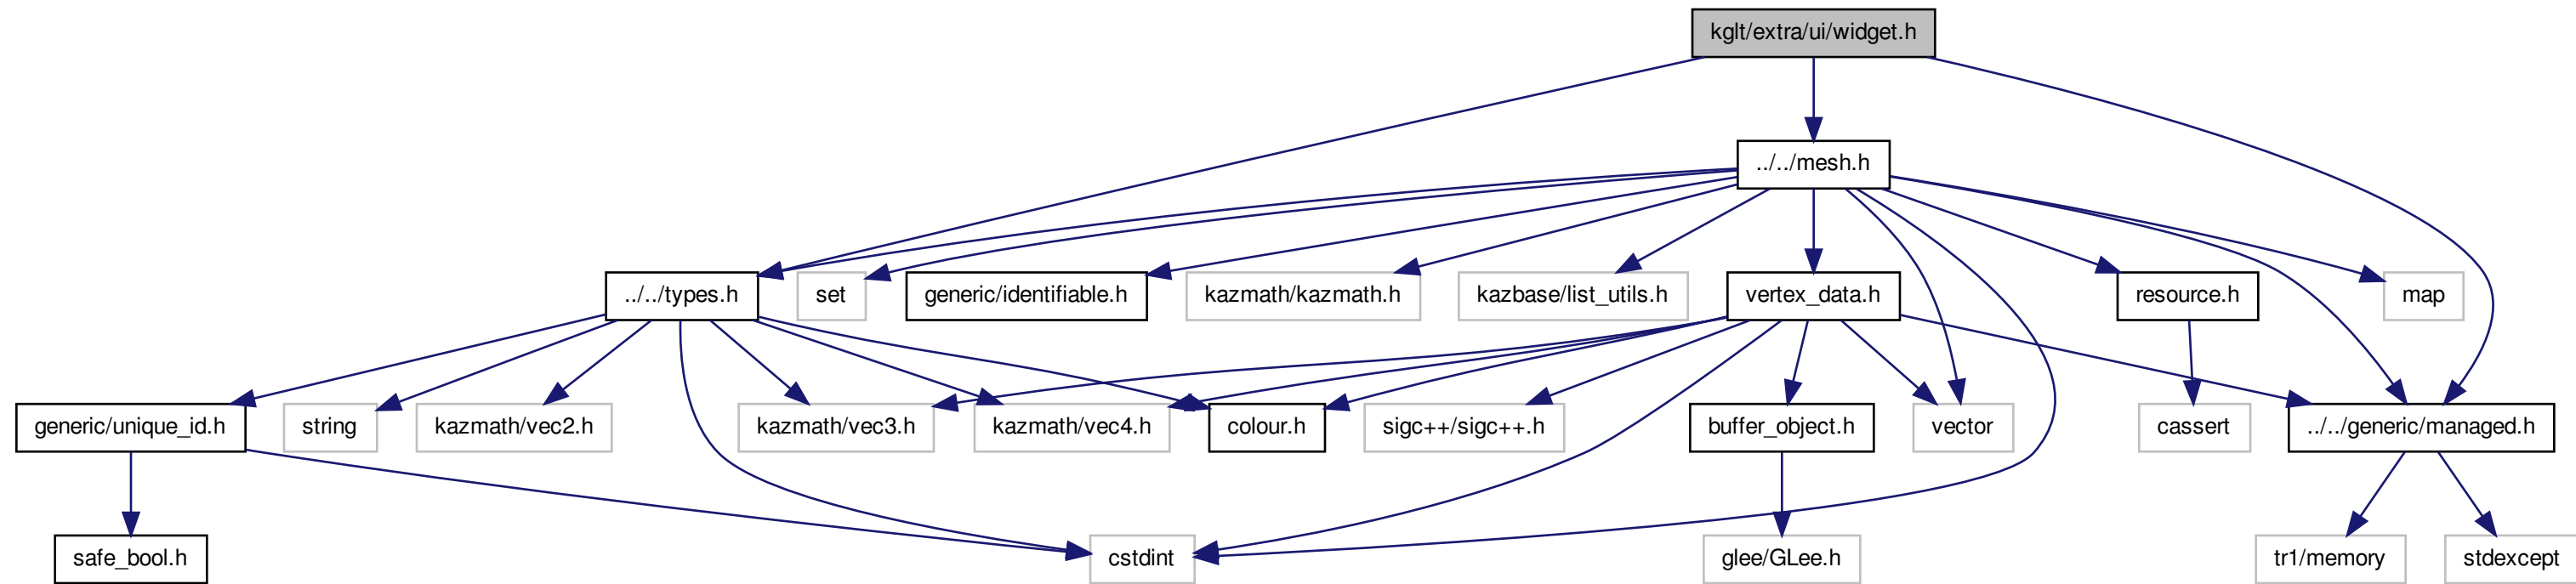 kglt/extra/ui/widget.h
../../mesh.h
../../types.h
set
generic/identifiable.h
kazmath/kazmath.h
kazbase/list_utils.h
vertex_data.h
resource.h
map
generic/unique_id.h
string
kazmath/vec2.h
kazmath/vec3.h
kazmath/vec4.h
colour.h
sigc++/sigc++.h
buffer_object.h
vector
cassert
../../generic/managed.h
safe_bool.h
cstdint
glee/GLee.h
tr1/memory
stdexcept